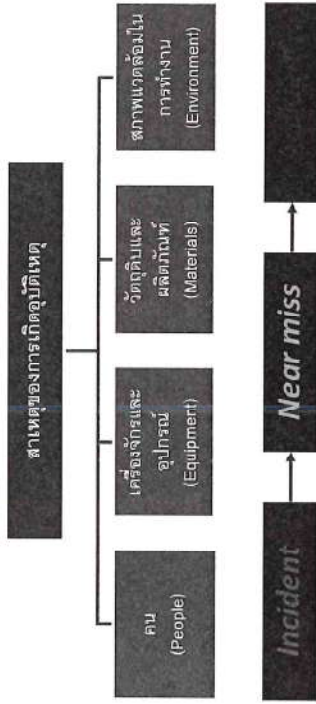 สาเหตุของการเกิดอุบัติเหตุ
คน
(People)
เครื่องจักรและ
อุปกรณ์
(Equipment)
วัตถุดิบและ
ผลิตภัณฑ์
(Materials)
สภาพแวดล้อมใน
การทำงาน
(Environment)
Incident
Near miss